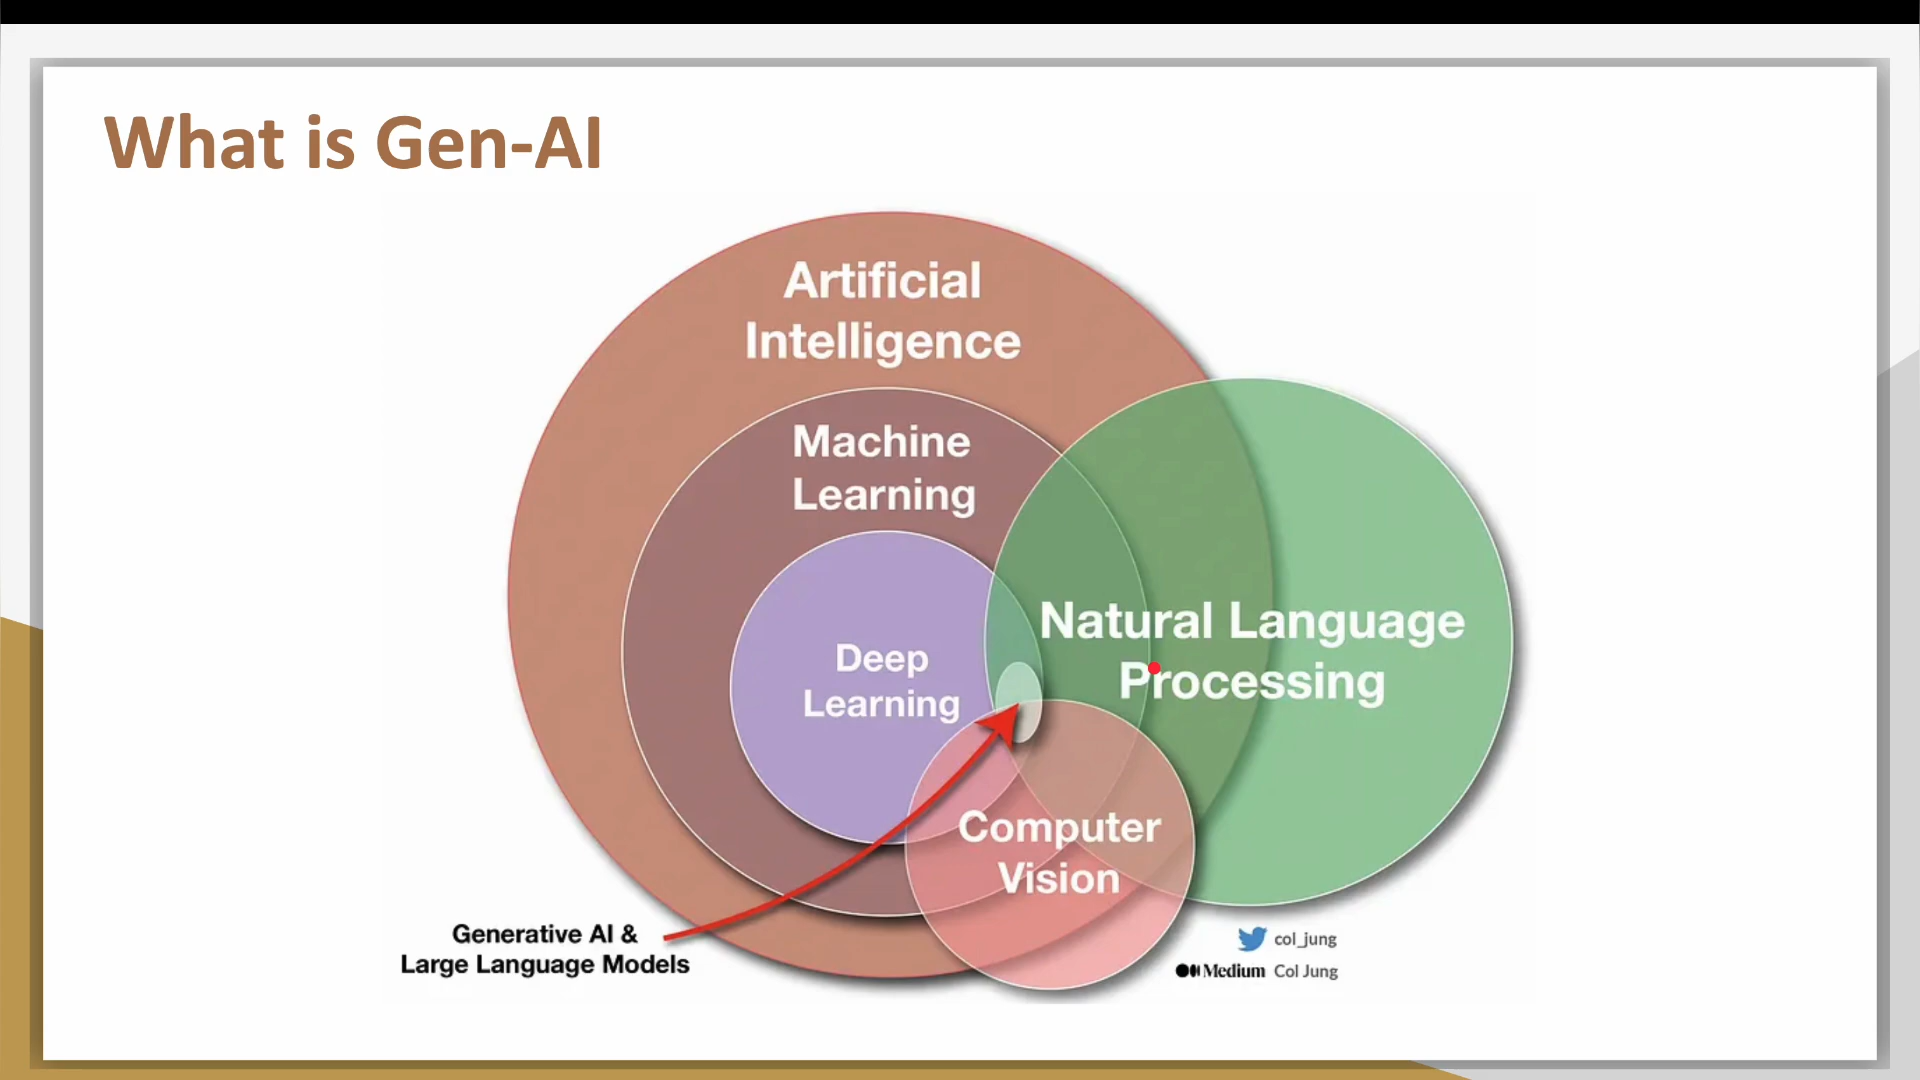 What is Gen-AI
Artificial
Intelligence
Machine
Learning
Deep
Learning
Natural Language
Processing
Computer
Vision
Generative AI &
Large Language Models
col_jung
Medium Col Jung